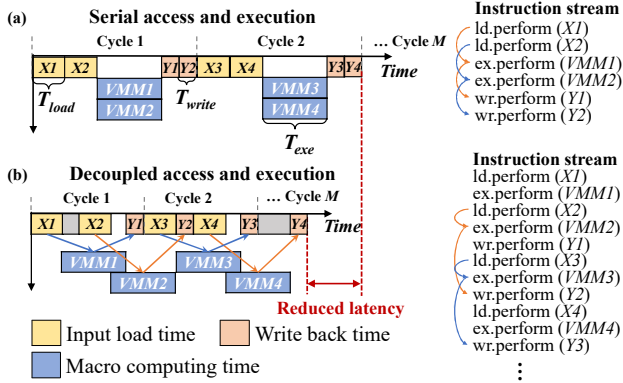 Serial access and execution
(a)
Cycle 1
Cycle 2
... Cycle M
X1 X2 Y1 Y2 X3 X4 Y3 Y4
Time
VMM1
VMM2
VMM3
VMM4
Tload
Twrite
Texe
Decoupled access and execution
(b)
Cycle 1
Cycle 2
... Cycle M
X1 X2 Y1 X3 Y2 X4 Y3 Y4
Time
VMM1
VMM2
VMM3
VMM4
Reduced latency
Input load time
Write back time
Macro computing time
Instruction stream
ld.perform (X1)
ld.perform (X2)
ex.perform (VMM1)
ex.perform (VMM2)
wr.perform (Y1)
wr.perform (Y2)
Instruction stream
ld.perform (X1)
ex.perform (VMM1)
ld.perform (X2)
ex.perform (VMM2)
wr.perform (Y1)
ld.perform (X3)
ex.perform (VMM3)
wr.perform (Y2)
ld.perform (X4)
ex.perform (VMM4)
wr.perform (Y3)
⋮